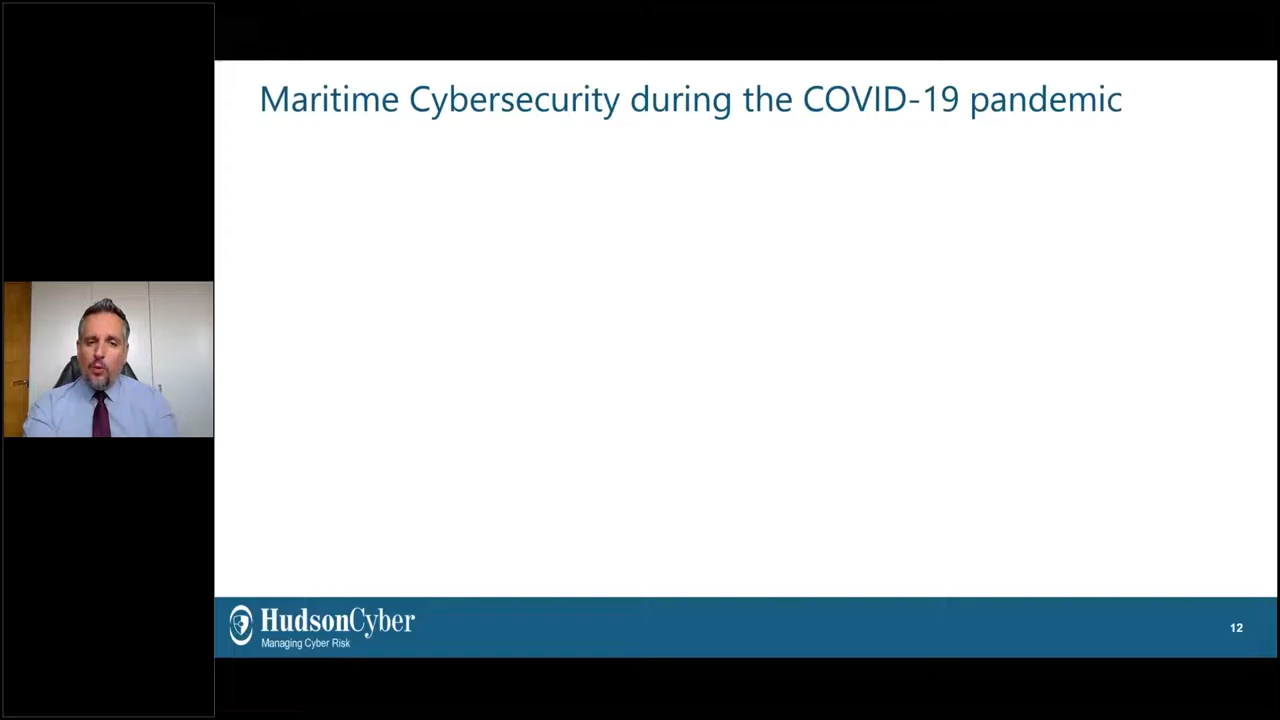 Maritime Cybersecurity during the COVID-19 pandemic
HudsonCyber
Managing Cyber Risk
12